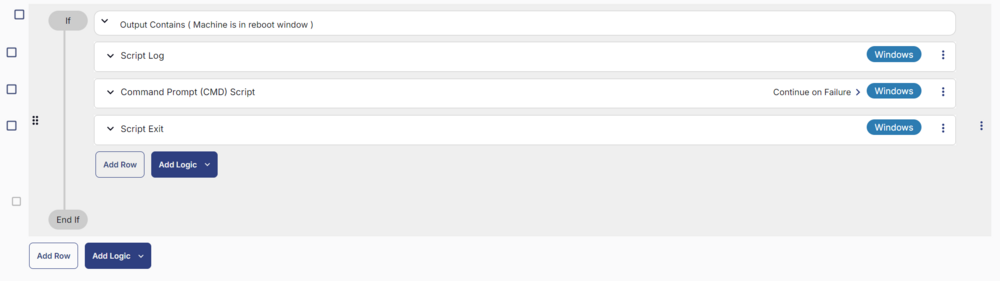 If
Output Contains ( Machine is in reboot window )
Script Log Windows
Command Prompt (CMD) Script Continue on Failure Windows
Script Exit Windows
Add Row Add Logic
End If
Add Row Add Logic